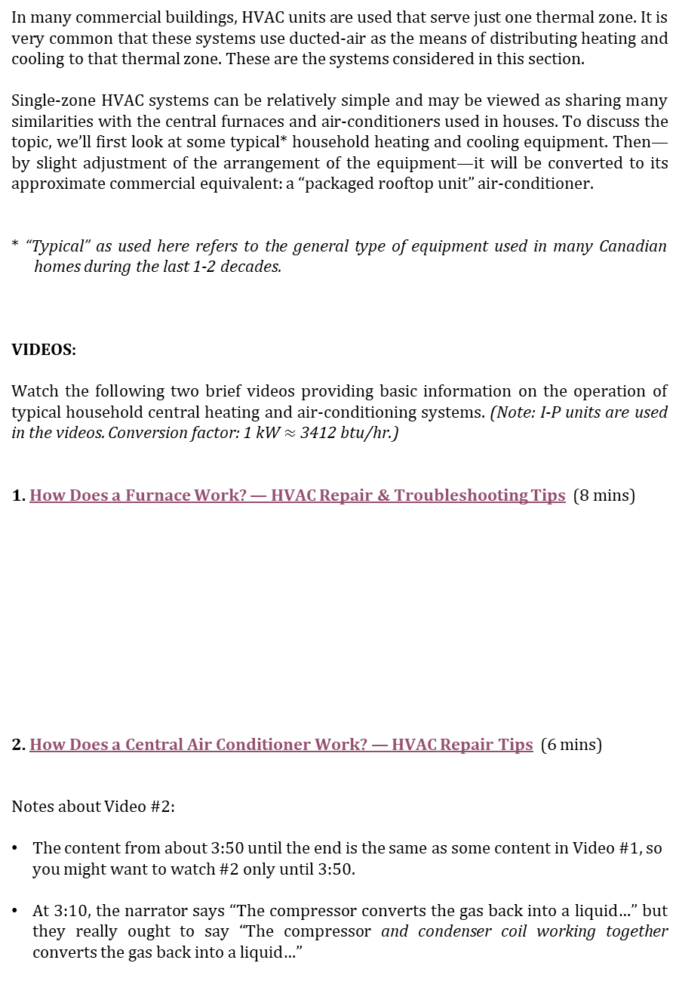 In many commercial buildings, HVAC units are used that serve just one thermal zone. It is
very common that these systems use ducted-air as the means of distributing heating and
cooling to that thermal zone. These are the systems considered in this section.
Single-zone HVAC systems can be relatively simple and may be viewed as sharing many
similarities with the central furnaces and air-conditioners used in houses. To discuss the
topic, we’ll first look at some typical* household heating and cooling equipment. Then—
by slight adjustment of the arrangement of the equipment—it will be converted to its
approximate commercial equivalent: a “packaged rooftop unit” air-conditioner.
* “Typical” as used here refers to the general type of equipment used in many Canadian
homes during the last 1-2 decades.
VIDEOS:
Watch the following two brief videos providing basic information on the operation of
typical household central heating and air-conditioning systems. (Note: I-P units are used
in the videos. Conversion factor: 1 kW ≈ 3412 btu/hr.)
1. How Does a Furnace Work? — HVAC Repair & Troubleshooting Tips (8 mins)
2. How Does a Central Air Conditioner Work? — HVAC Repair Tips (6 mins)
Notes about Video #2:
• The content from about 3:50 until the end is the same as some content in Video #1, so
you might want to watch #2 only until 3:50.
• At 3:10, the narrator says “The compressor converts the gas back into a liquid…” but
they really ought to say “The compressor and condenser coil working together
converts the gas back into a liquid…”